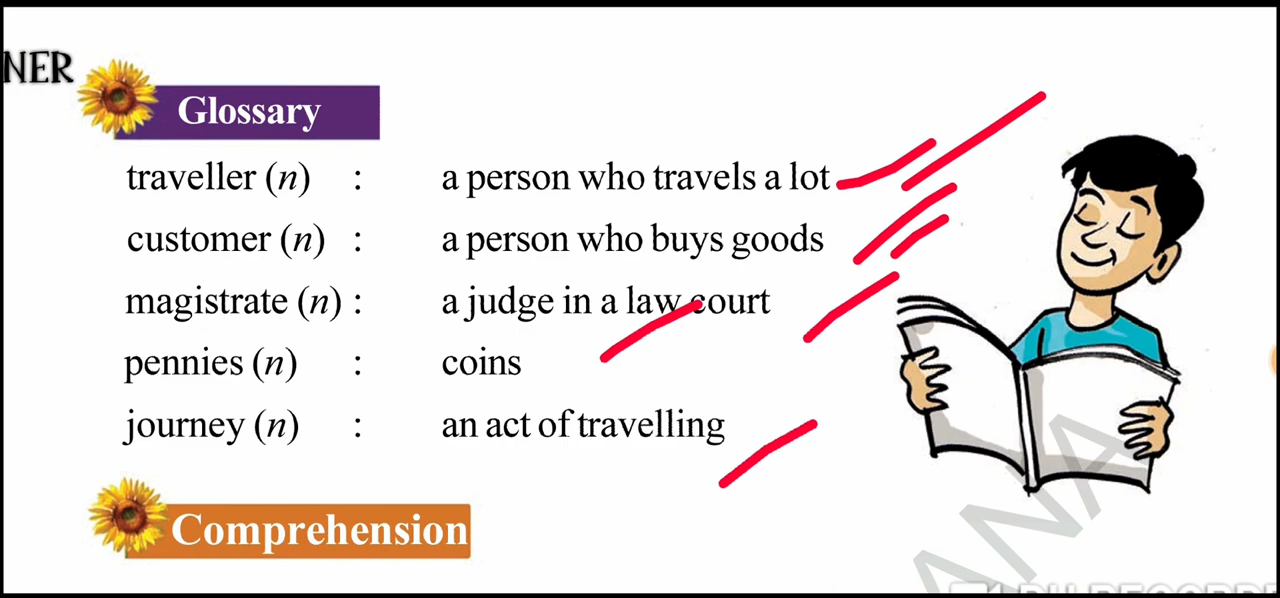 NER
Glossary
traveller (n) : a person who travels a lot
customer (n) : a person who buys goods
magistrate (n) : a judge in a law court
pennies (n) : coins
journey (n) : an act of travelling
Comprehension
ANA